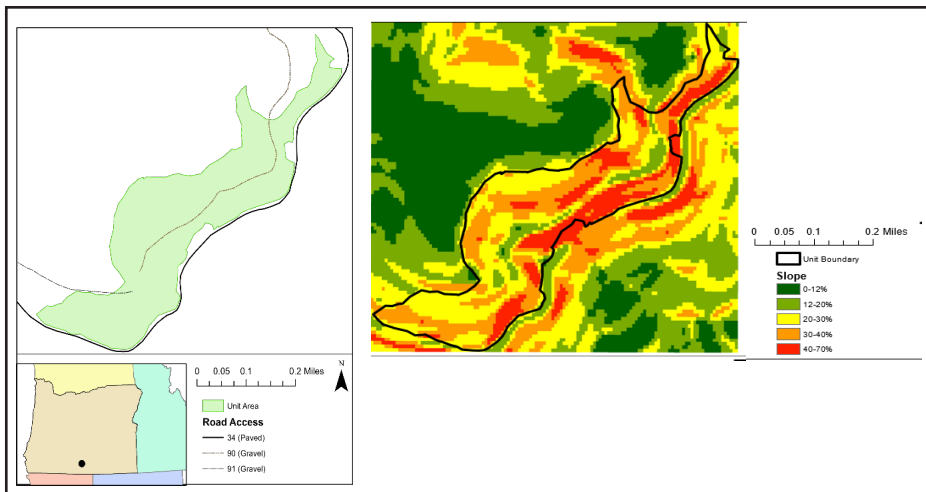 0 0.05 0.1 0.2 Miles
N
Unit Area
Road Access
34 (Paved)
90 (Gravel)
91 (Gravel)
0 0.05 0.1 0.2 Miles
Unit Boundary
Slope
0-12%
12-20%
20-30%
30-40%
40-70%